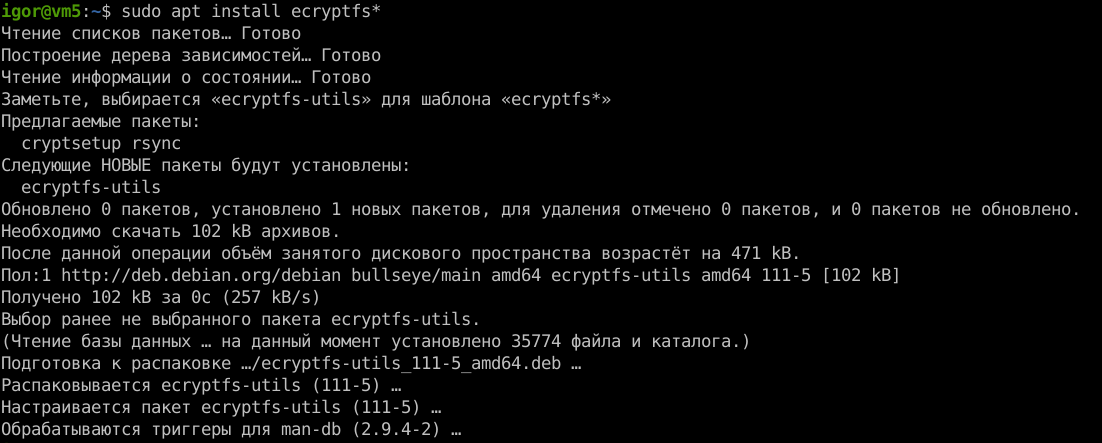 igor@vm5:~$ sudo apt install ecryptfs*
Чтение списков пакетов… Готово
Построение дерева зависимостей… Готово
Чтение информации о состоянии… Готово
Заметьте, выбирается «ecryptfs-utils» для шаблона «ecryptfs*»
Предлагаемые пакеты:
  cryptsetup rsync
Следующие НОВЫЕ пакеты будут установлены:
  ecryptfs-utils
Обновлено 0 пакетов, установлено 1 новых пакетов, для удаления отмечено 0 пакетов, и 0 пакетов не обновлено.
Необходимо скачать 102 kB архивов.
После данной операции объём занятого дискового пространства возрастёт на 471 kB.
Пол:1 http://deb.debian.org/debian bullseye/main amd64 ecryptfs-utils amd64 111-5 [102 kB]
Получено 102 kB за 0с (257 kB/s)
Выбор ранее не выбранного пакета ecryptfs-utils.
(Чтение базы данных … на данный момент установлено 35774 файла и каталога.)
Подготовка к распаковке …/ecryptfs-utils_111-5_amd64.deb …
Распаковывается ecryptfs-utils (111-5) …
Настраивается пакет ecryptfs-utils (111-5) …
Обрабатываются триггеры для man-db (2.9.4-2) …